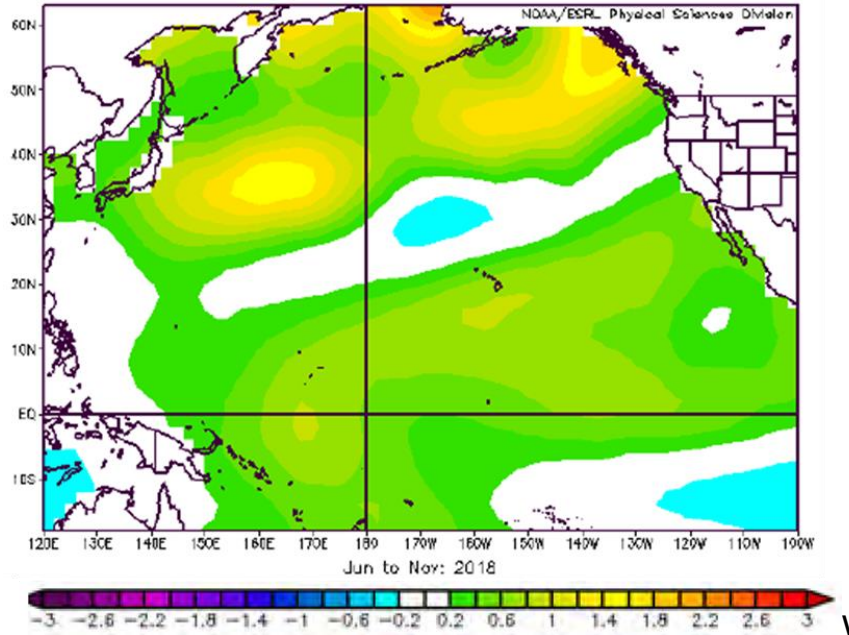 NOAA/ESRL Physical Sciences Division
60N
50N
40N
30N
20N
10N
EQ
10S
120E 130E 140E 150E 160E 170E 180 170W 160W 150W 140W 130W 120W 110W 100W
Jun to Nov: 2018
-3 -2.6 -2.2 -1.8 -1.4 -1 -0.6 -0.2 0.2 0.6 1 1.4 1.8 2.2 2.6 3